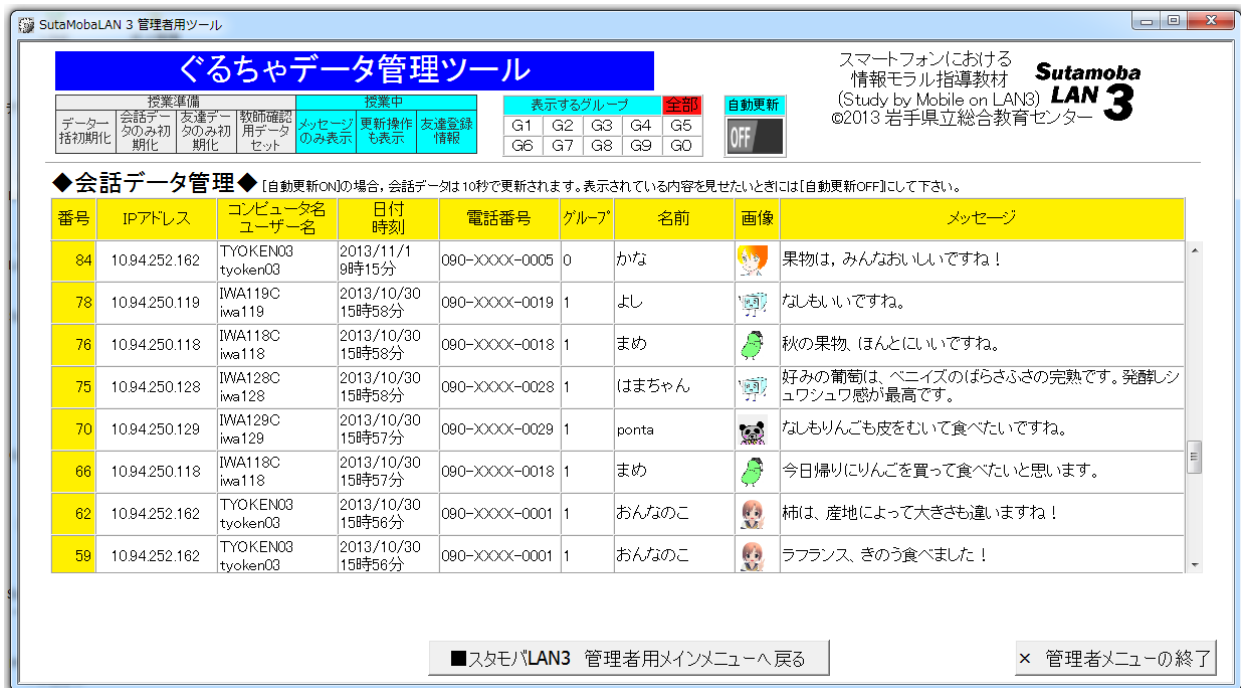 SutaMobaLAN 3 管理者用ツール
ぐるちゃデータ管理ツール
スマートフォンにおける
情報モラル指導教材
(Study by Mobile on LAN3)
©2013 岩手県立総合教育センター
Sutamoba
LAN 3
授業準備
授業中
データ一括初期化
会話データのみ初期化
友達データのみ初期化
教師確認用データセット
メッセージのみ表示
更新操作も表示
友達登録情報
表示するグループ 全部
G1 G2 G3 G4 G5
G6 G7 G8 G9 G0
自動更新
OFF
◆会話データ管理◆ [自動更新ON]の場合，会話データは10秒で更新されます。表示されている内容を見せたいときには[自動更新OFF]にして下さい。
番号 IPアドレス コンピュータ名 ユーザー名 日付 時刻 電話番号 グループ 名前 画像 メッセージ
84 10.94.252.162 TYOKEN03 tyoken03 2013/11/1 9時15分 090-XXXX-0005 0 かな 果物は，みんなおいしいですね！
78 10.94.250.119 IWA119C iwa119 2013/10/30 15時58分 090-XXXX-0019 1 よし なしもいいですね。
76 10.94.250.118 IWA118C iwa118 2013/10/30 15時58分 090-XXXX-0018 1 まめ 秋の果物、ほんとにいいですね。
75 10.94.250.128 IWA128C iwa128 2013/10/30 15時58分 090-XXXX-0028 1 はまちゃん 好みの葡萄は、ベニイズのばらさふさの完熟です。発酵しシュワシュワ感が最高です。
70 10.94.250.129 IWA129C iwa129 2013/10/30 15時57分 090-XXXX-0029 1 ponta なしもりんごも皮をむいて食べたいですね。
66 10.94.250.118 IWA118C iwa118 2013/10/30 15時57分 090-XXXX-0018 1 まめ 今日帰りにりんごを買って食べたいと思います。
62 10.94.252.162 TYOKEN03 tyoken03 2013/10/30 15時56分 090-XXXX-0001 1 おんなのこ 柿は、産地によって大きさも違いますね！
59 10.94.252.162 TYOKEN03 tyoken03 2013/10/30 15時56分 090-XXXX-0001 1 おんなのこ ラフランス、きのう食べました！
■スタモバLAN3 管理者用メインメニューへ戻る
× 管理者メニューの終了